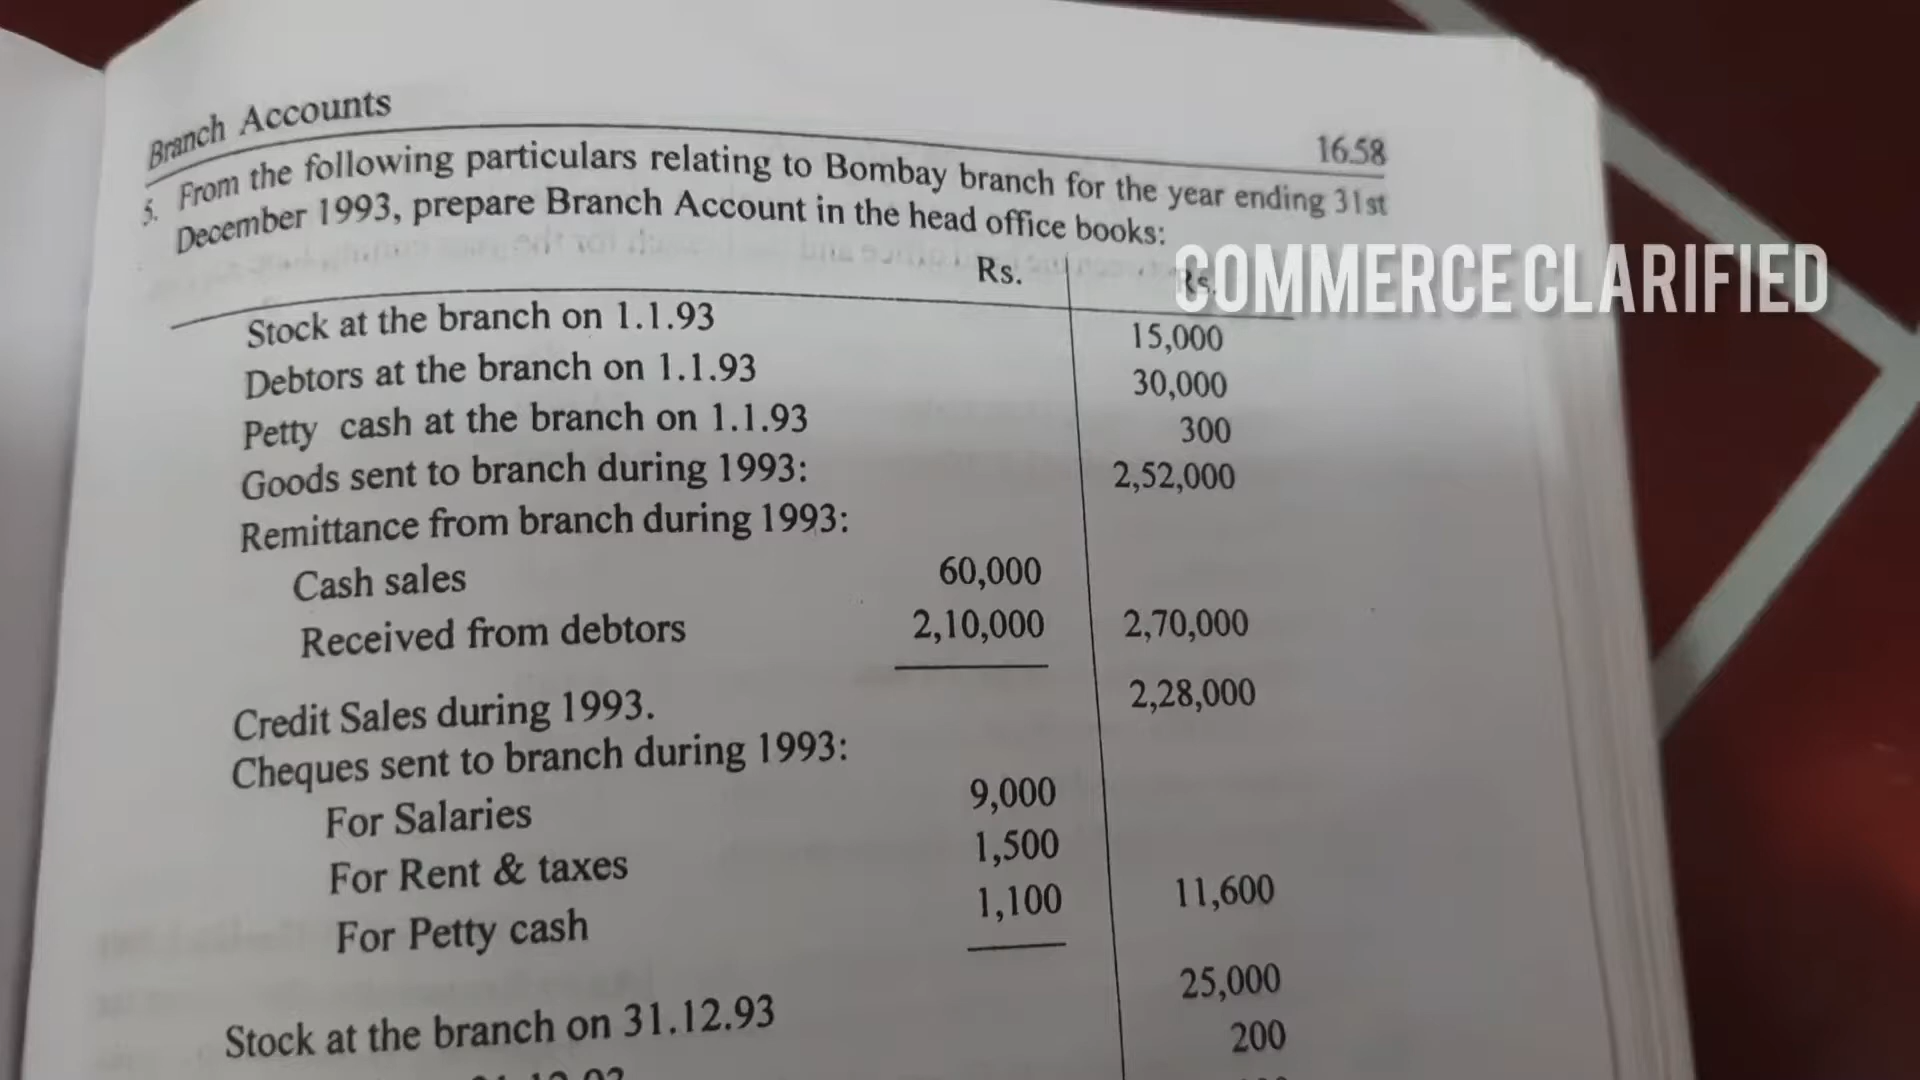 Branch Accounts
16.58
5. From the following particulars relating to Bombay branch for the year ending 31st
December 1993, prepare Branch Account in the head office books:
COMMERCE CLARIFIED
Rs. Rs.
Stock at the branch on 1.1.93 15,000
Debtors at the branch on 1.1.93 30,000
Petty cash at the branch on 1.1.93 300
Goods sent to branch during 1993: 2,52,000
Remittance from branch during 1993:
Cash sales 60,000
Received from debtors 2,10,000 2,70,000
Credit Sales during 1993. 2,28,000
Cheques sent to branch during 1993:
For Salaries 9,000
For Rent & taxes 1,500
For Petty cash 1,100 11,600
Stock at the branch on 31.12.93 25,000
200